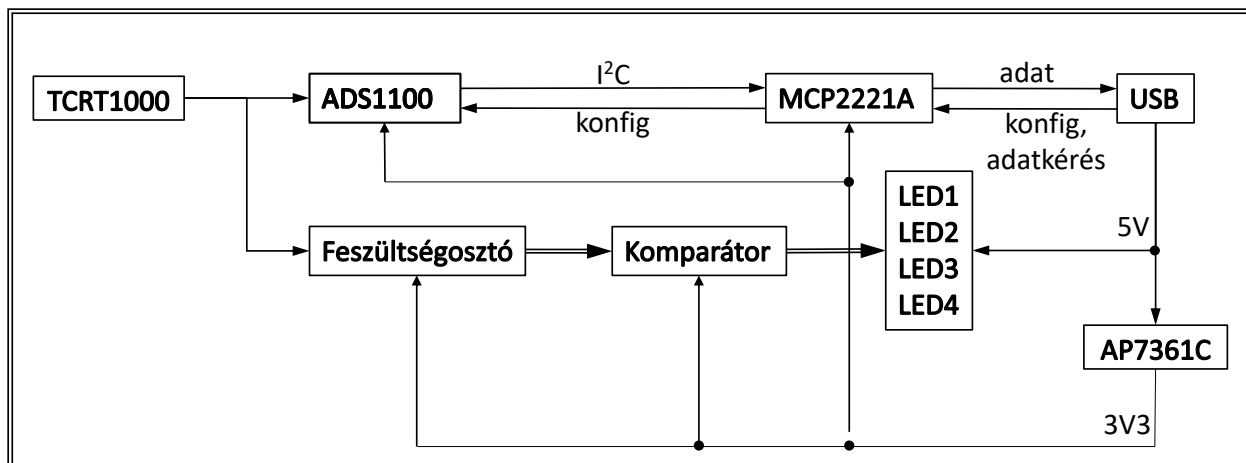 TCRT1000
ADS1100
I²C
konfig
MCP2221A
adat
konfig,
adatkérés
USB
Feszültségosztó
Komparátor
LED1
LED2
LED3
LED4
5V
AP7361C
3V3